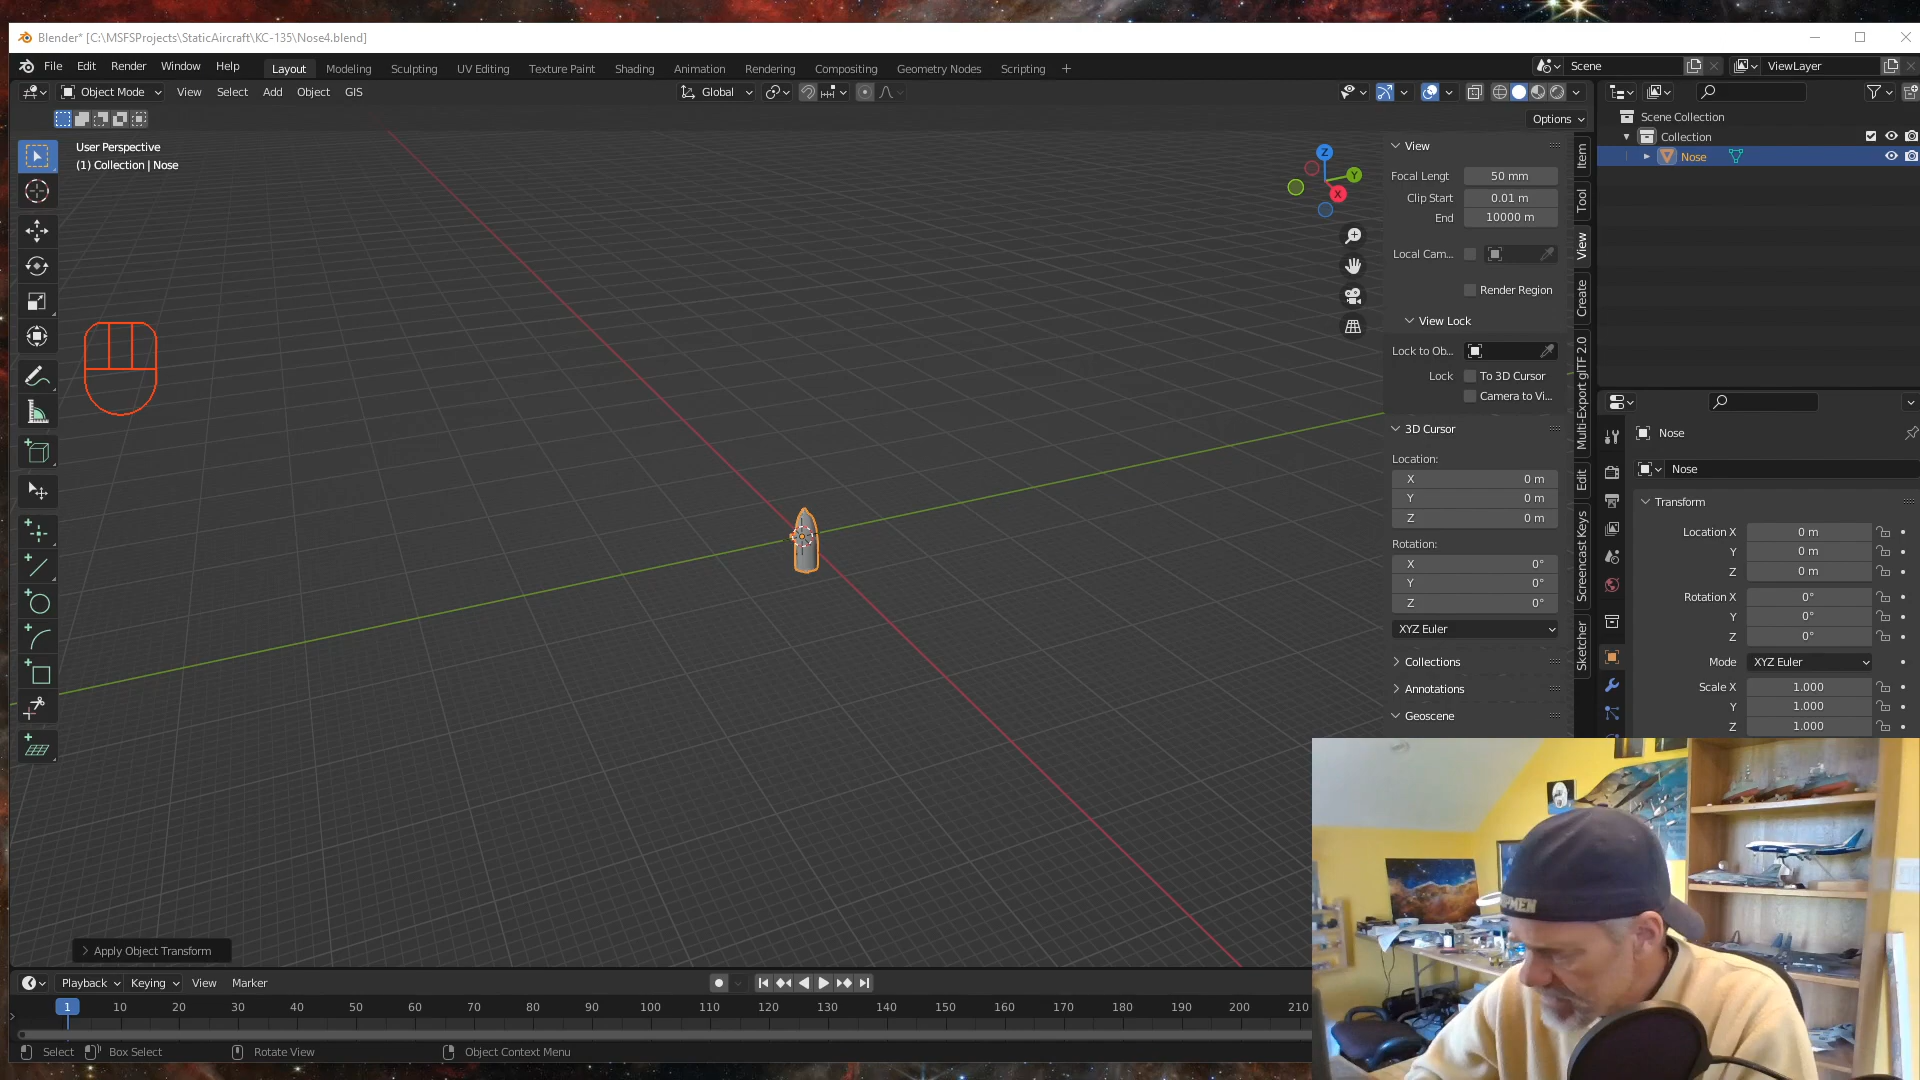 Blender* [C:\MSFSProjects\StaticAircraft\KC-135\Nose4.blend]
File Edit Render Window Help Layout Modeling Sculpting UV Editing Texture Paint Shading Animation Rendering Compositing Geometry Nodes Scripting + Scene ViewLayer
Object Mode View Select Add Object GIS Global
Options
User Perspective
(1) Collection | Nose
Z
Y
X
View
Focal Lengt 50 mm
Clip Start 0.01 m
End 10000 m
Local Cam...
Render Region
View Lock
Lock to Ob...
Lock To 3D Cursor
Camera to Vi...
3D Cursor
Location:
X 0 m
Y 0 m
Z 0 m
Rotation:
X 0°
Y 0°
Z 0°
XYZ Euler
Collections
Annotations
Geoscene
Item
Tool
View
Create
Multi-Export glTF 2.0
Edit
Screencast Keys
Sketcher
Scene Collection
Collection
Nose
Nose
Nose
Transform
Location X 0 m
Y 0 m
Z 0 m
Rotation X 0°
Y 0°
Z 0°
Mode XYZ Euler
Scale X 1.000
Y 1.000
Z 1.000
Apply Object Transform
Playback Keying View Marker
1 10 20 30 40 50 60 70 80 90 100 110 120 130 140 150 160 170 180 190 200 210
Select Box Select Rotate View Object Context Menu